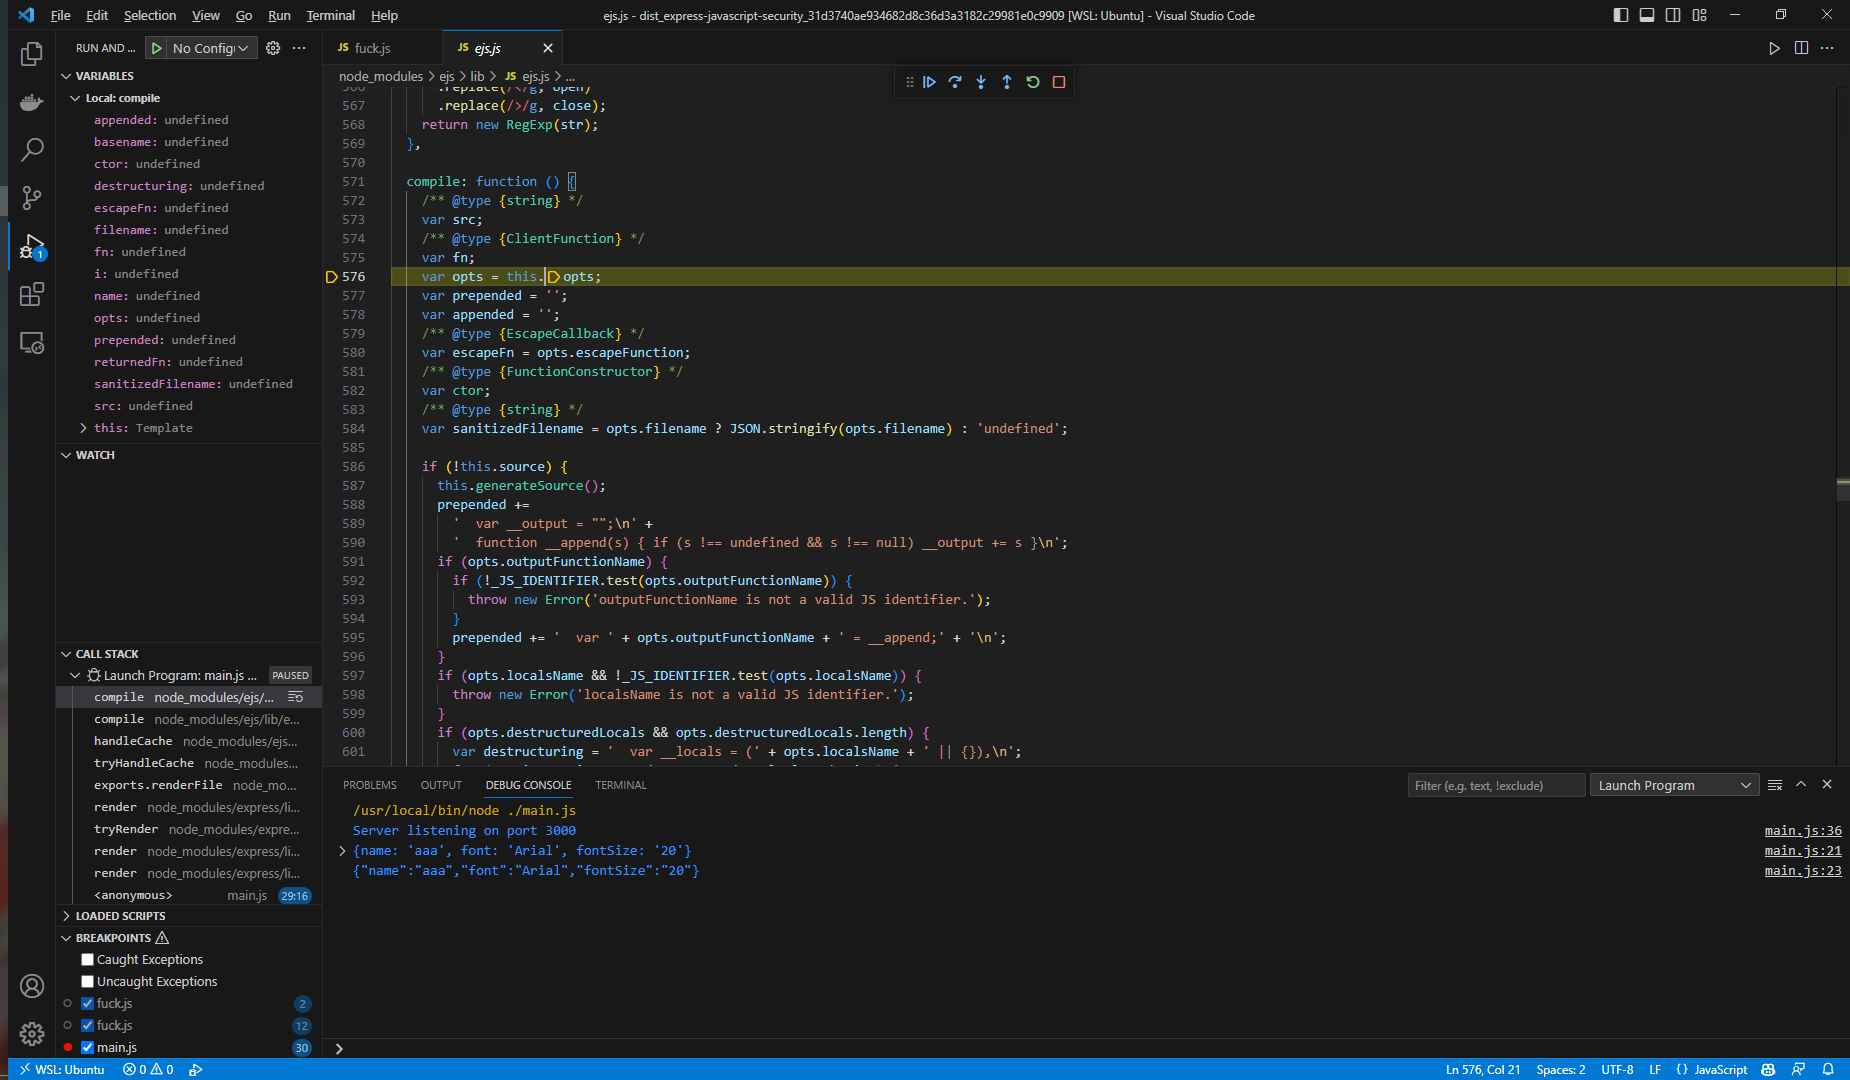 File Edit Selection View Go Run Terminal Help
ejs.js - dist_express-javascript-security_31d3740ae934682d8c36d3a3182c29981e0c9909 [WSL: Ubuntu] - Visual Studio Code
RUN AND ... No Config
JS fuck.js
JS ejs.js
node_modules > ejs > lib > JS ejs.js > ...
VARIABLES
Local: compile
appended: undefined
basename: undefined
ctor: undefined
destructuring: undefined
escapeFn: undefined
filename: undefined
fn: undefined
i: undefined
name: undefined
opts: undefined
prepended: undefined
returnedFn: undefined
sanitizedFilename: undefined
src: undefined
this: Template
WATCH
CALL STACK
Launch Program: main.js ... PAUSED
compile node_modules/ejs/...
compile node_modules/ejs/lib/e...
handleCache node_modules/ejs...
tryHandleCache node_modules...
exports.renderFile node_mo...
render node_modules/express/li...
tryRender node_modules/expre...
render node_modules/express/li...
render node_modules/express/li...
<anonymous> main.js 29:16
LOADED SCRIPTS
BREAKPOINTS
Caught Exceptions
Uncaught Exceptions
fuck.js 2
fuck.js 12
main.js 30
1
566 .replace(/</g, open)
567 .replace(/>/g, close);
568 return new RegExp(str);
569 },
570
571 compile: function () {
572 /** @type {string} */
573 var src;
574 /** @type {ClientFunction} */
575 var fn;
576 var opts = this.opts;
577 var prepended = '';
578 var appended = '';
579 /** @type {EscapeCallback} */
580 var escapeFn = opts.escapeFunction;
581 /** @type {FunctionConstructor} */
582 var ctor;
583 /** @type {string} */
584 var sanitizedFilename = opts.filename ? JSON.stringify(opts.filename) : 'undefined';
585
586 if (!this.source) {
587 this.generateSource();
588 prepended +=
589 '  var __output = "";\n' +
590 '  function __append(s) { if (s !== undefined && s !== null) __output += s }\n';
591 if (opts.outputFunctionName) {
592 if (!_JS_IDENTIFIER.test(opts.outputFunctionName)) {
593 throw new Error('outputFunctionName is not a valid JS identifier.');
594 }
595 prepended += '  var ' + opts.outputFunctionName + ' = __append;' + '\n';
596 }
597 if (opts.localsName && !_JS_IDENTIFIER.test(opts.localsName)) {
598 throw new Error('localsName is not a valid JS identifier.');
599 }
600 if (opts.destructuredLocals && opts.destructuredLocals.length) {
601 var destructuring = '  var __locals = (' + opts.localsName + ' || {}),\n';
PROBLEMS OUTPUT DEBUG CONSOLE TERMINAL
Filter (e.g. text, !exclude) Launch Program
/usr/local/bin/node ./main.js
Server listening on port 3000 main.js:36
{name: 'aaa', font: 'Arial', fontSize: '20'} main.js:21
{"name":"aaa","font":"Arial","fontSize":"20"} main.js:23
WSL: Ubuntu 0 0
Ln 576, Col 21 Spaces: 2 UTF-8 LF {} JavaScript